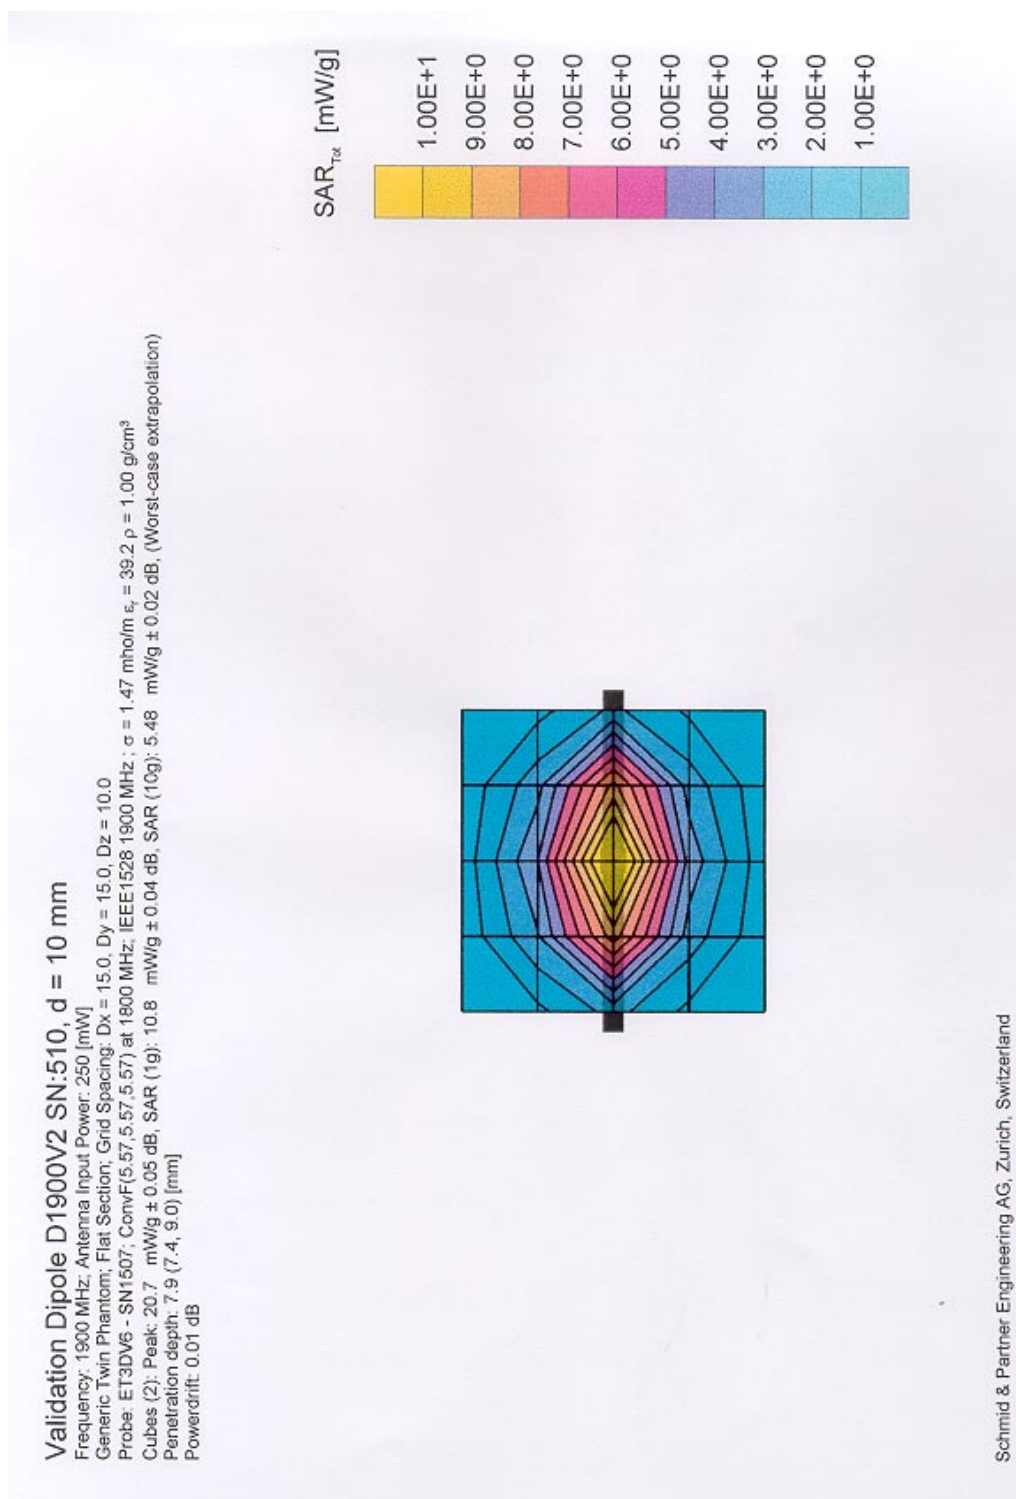 Validation Dipole D1900V2 SN:510, d = 10 mm
Frequency: 1900 MHz; Antenna Input Power: 250 [mW]
Generic Twin Phantom; Flat Section; Grid Spacing: Dx = 15.0, Dy = 15.0, Dz = 10.0
Probe: ET3DV6 - SN1507; ConvF(5.57,5.57,5.57) at 1800 MHz; IEEE1528 1900 MHz ; σ = 1.47 mho/m εr = 39.2 ρ = 1.00 g/cm³
Cubes (2): Peak: 20.7 mW/g ± 0.05 dB, SAR (1g): 10.8 mW/g ± 0.04 dB, SAR (10g): 5.48 mW/g ± 0.02 dB, (Worst-case extrapolation)
Penetration depth: 7.9 (7.4, 9.0) [mm]
Powerdrift: 0.01 dB
SARTot [mW/g]
1.00E+1
9.00E+0
8.00E+0
7.00E+0
6.00E+0
5.00E+0
4.00E+0
3.00E+0
2.00E+0
1.00E+0
Schmid & Partner Engineering AG, Zurich, Switzerland